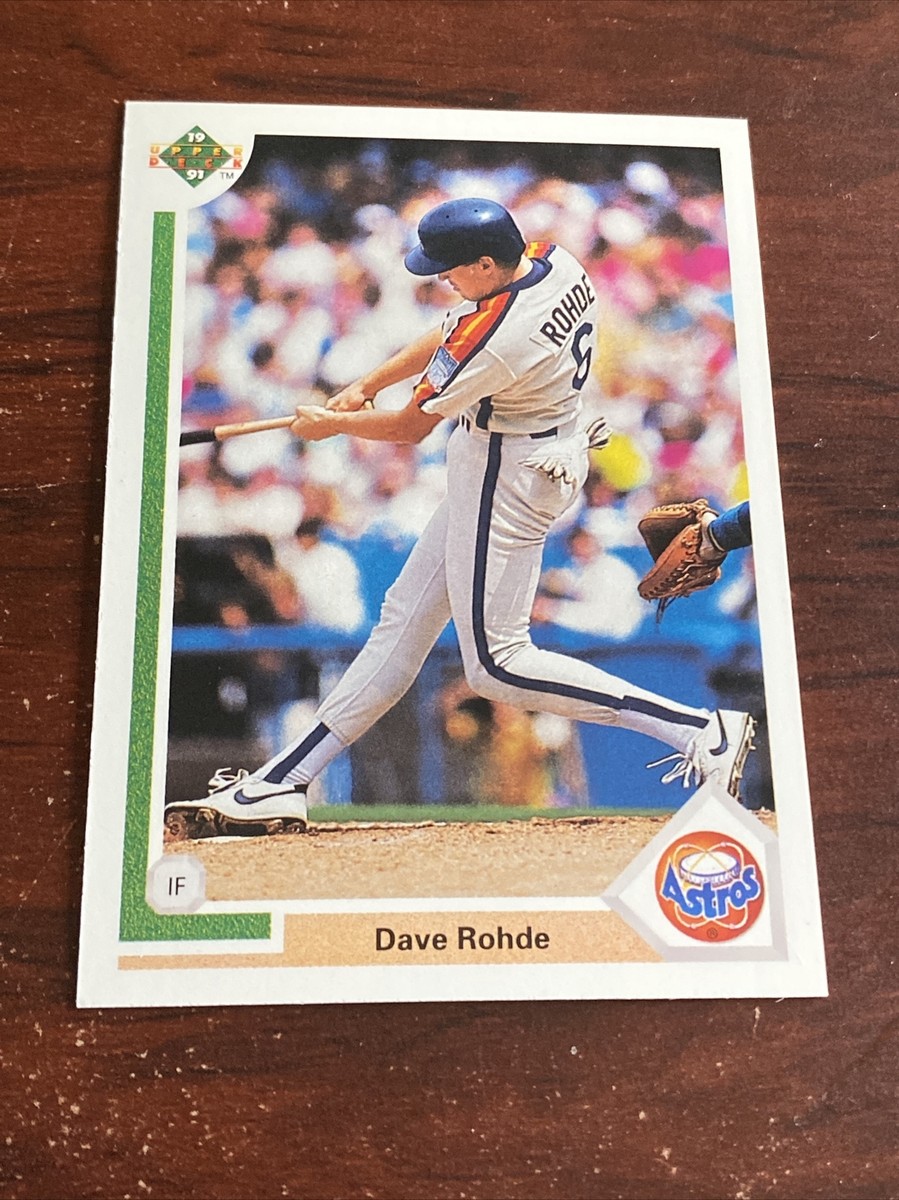 19
UPPER
DECK
91
TM
ROHDE
6
IF
Astros
®
Dave Rohde